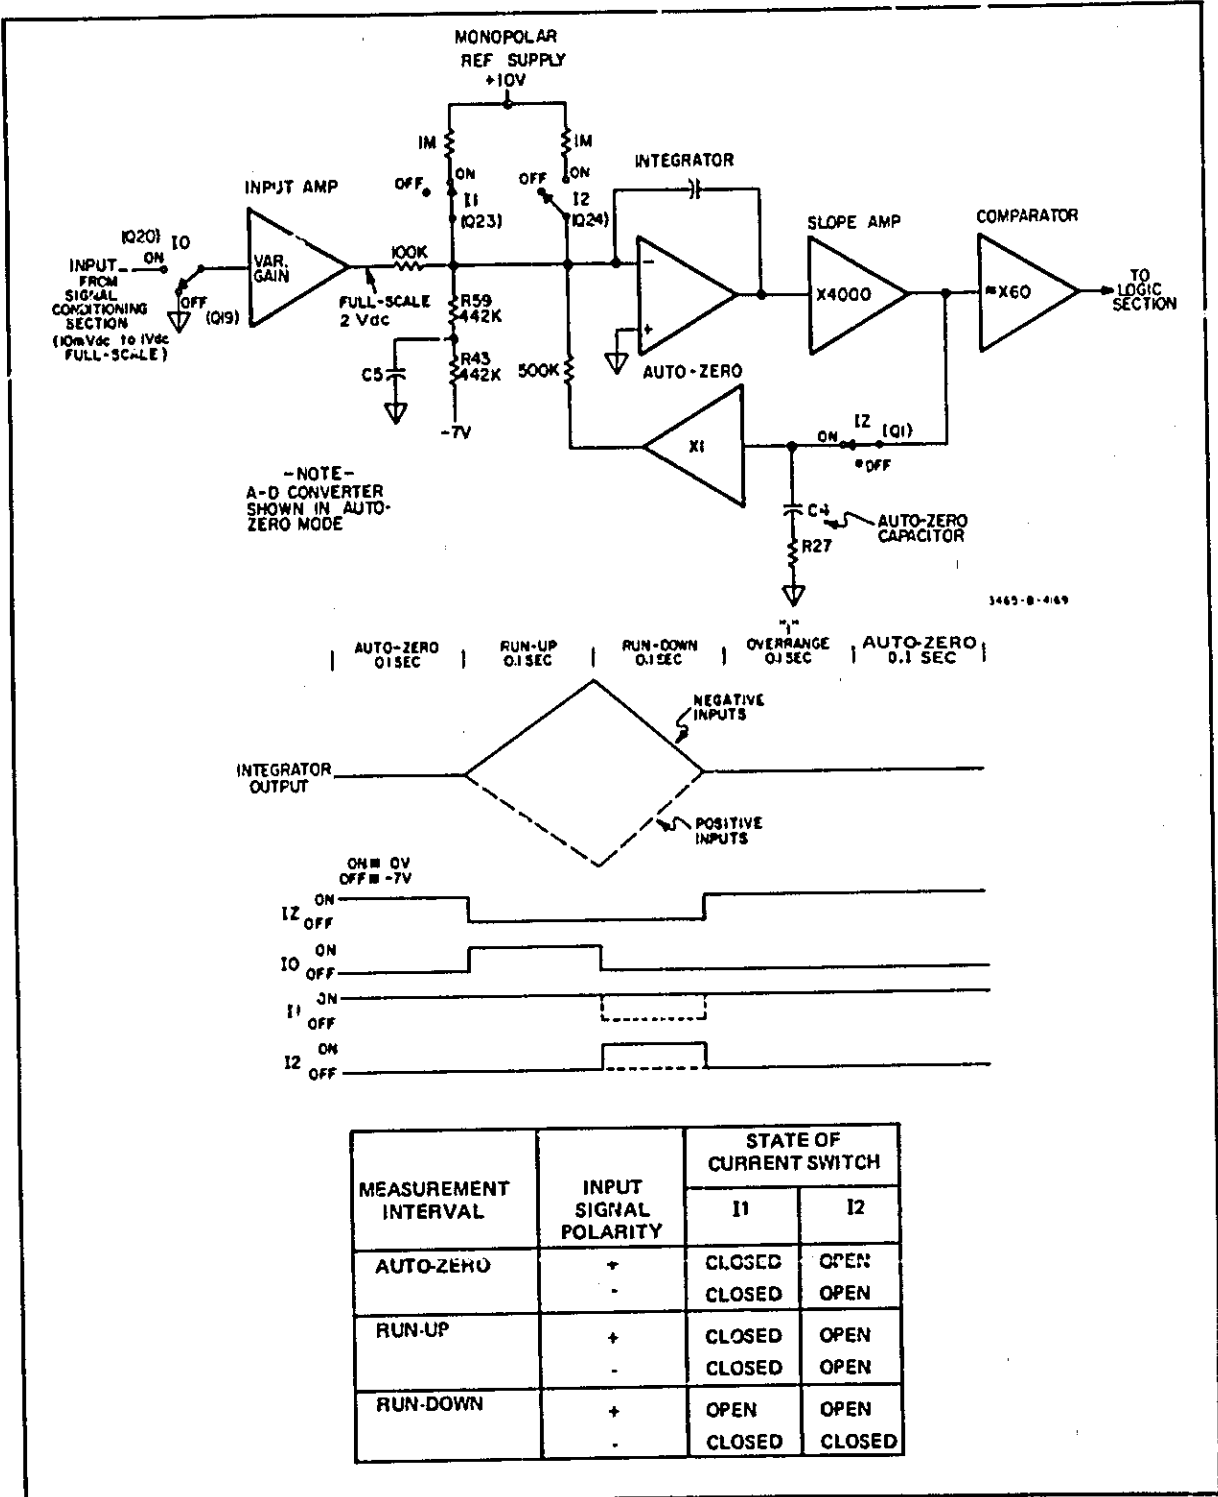 MONOPOLAR
REF SUPPLY
+10V
1M
1M
OFF
ON
I1
(Q23)
OFF
ON
I2
(Q24)
INTEGRATOR
INPUT AMP
SLOPE AMP
COMPARATOR
(Q20) IO
ON
INPUT
FROM
SIGNAL
CONDITIONING
SECTION
(10mVdc to 1Vdc
FULL-SCALE)
OFF
(Q19)
VAR.
GAIN
100K
FULL-SCALE
2 Vdc
R59
442K
R43
442K
C5
-7V
500K
-
+
X4000
≈X60
TO
LOGIC
SECTION
AUTO-ZERO
X1
ON
IZ
(Q1)
OFF
C4
AUTO-ZERO
CAPACITOR
R27
-NOTE-
A-D CONVERTER
SHOWN IN AUTO-
ZERO MODE
3465-B-4169
AUTO-ZERO
0.1 SEC
RUN-UP
0.1 SEC
RUN-DOWN
0.1 SEC
"1"
OVERRANGE
0.1 SEC
AUTO-ZERO
0.1 SEC
NEGATIVE
INPUTS
INTEGRATOR
OUTPUT
POSITIVE
INPUTS
ON = 0V
OFF = -7V
IZ ON
OFF
IO ON
OFF
I1 ON
OFF
I2 ON
OFF
MEASUREMENT
INTERVAL
INPUT
SIGNAL
POLARITY
STATE OF
CURRENT SWITCH
I1 I2
AUTO-ZERO + CLOSED OPEN
- CLOSED OPEN
RUN-UP + CLOSED OPEN
- CLOSED OPEN
RUN-DOWN + OPEN OPEN
- CLOSED CLOSED